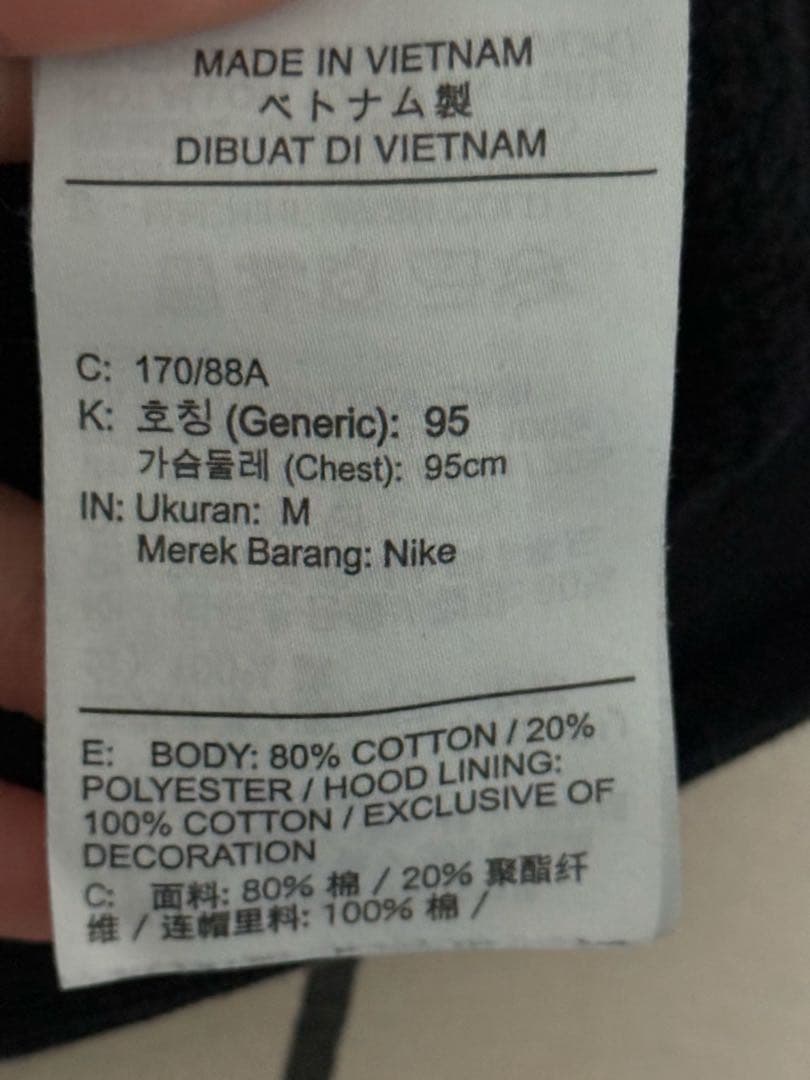 MADE IN VIETNAM
ベトナム製
DIBUAT DI VIETNAM
C: 170/88A
K: 호칭 (Generic): 95
가슴둘레 (Chest): 95cm
IN: Ukuran: M
Merek Barang: Nike
E: BODY: 80% COTTON / 20%
POLYESTER / HOOD LINING:
100% COTTON / EXCLUSIVE OF
DECORATION
C: 面料: 80% 棉 / 20% 聚酯纤
维 / 连帽里料: 100% 棉 /